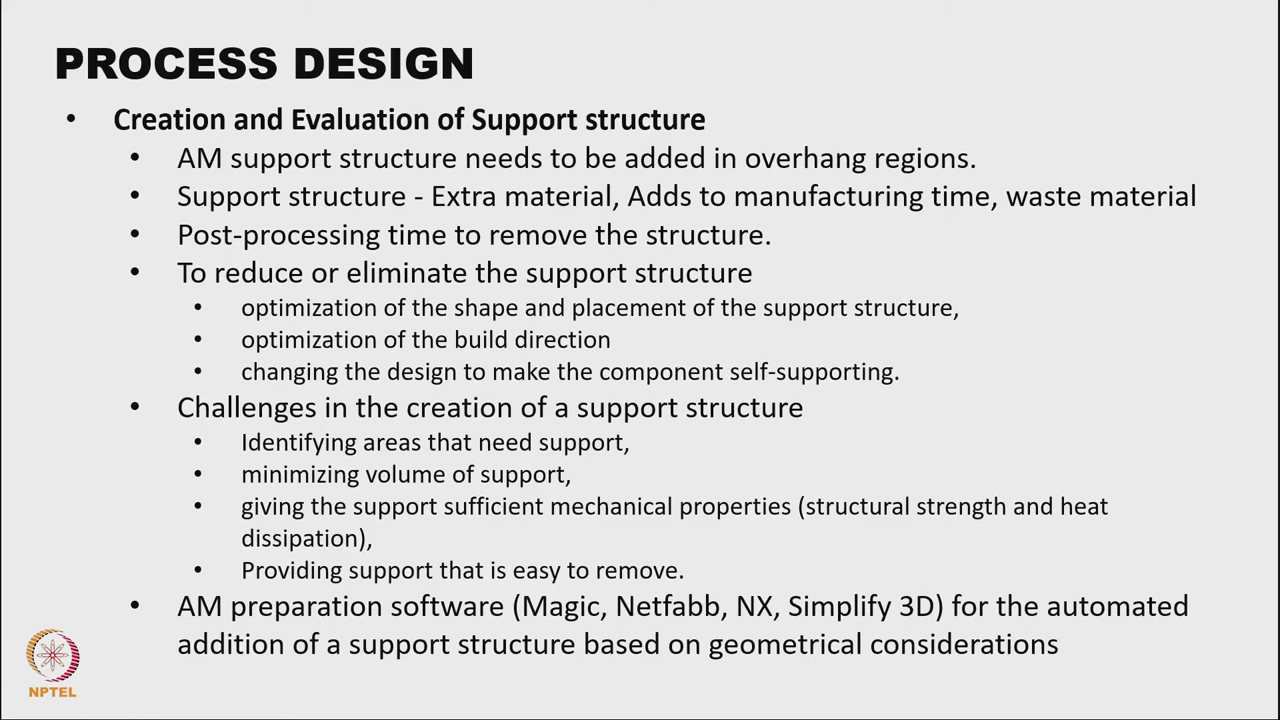 PROCESS DESIGN
• Creation and Evaluation of Support structure
• AM support structure needs to be added in overhang regions.
• Support structure - Extra material, Adds to manufacturing time, waste material
• Post-processing time to remove the structure.
• To reduce or eliminate the support structure
• optimization of the shape and placement of the support structure,
• optimization of the build direction
• changing the design to make the component self-supporting.
• Challenges in the creation of a support structure
• Identifying areas that need support,
• minimizing volume of support,
• giving the support sufficient mechanical properties (structural strength and heat
dissipation),
• Providing support that is easy to remove.
• AM preparation software (Magic, Netfabb, NX, Simplify 3D) for the automated
addition of a support structure based on geometrical considerations
NPTEL